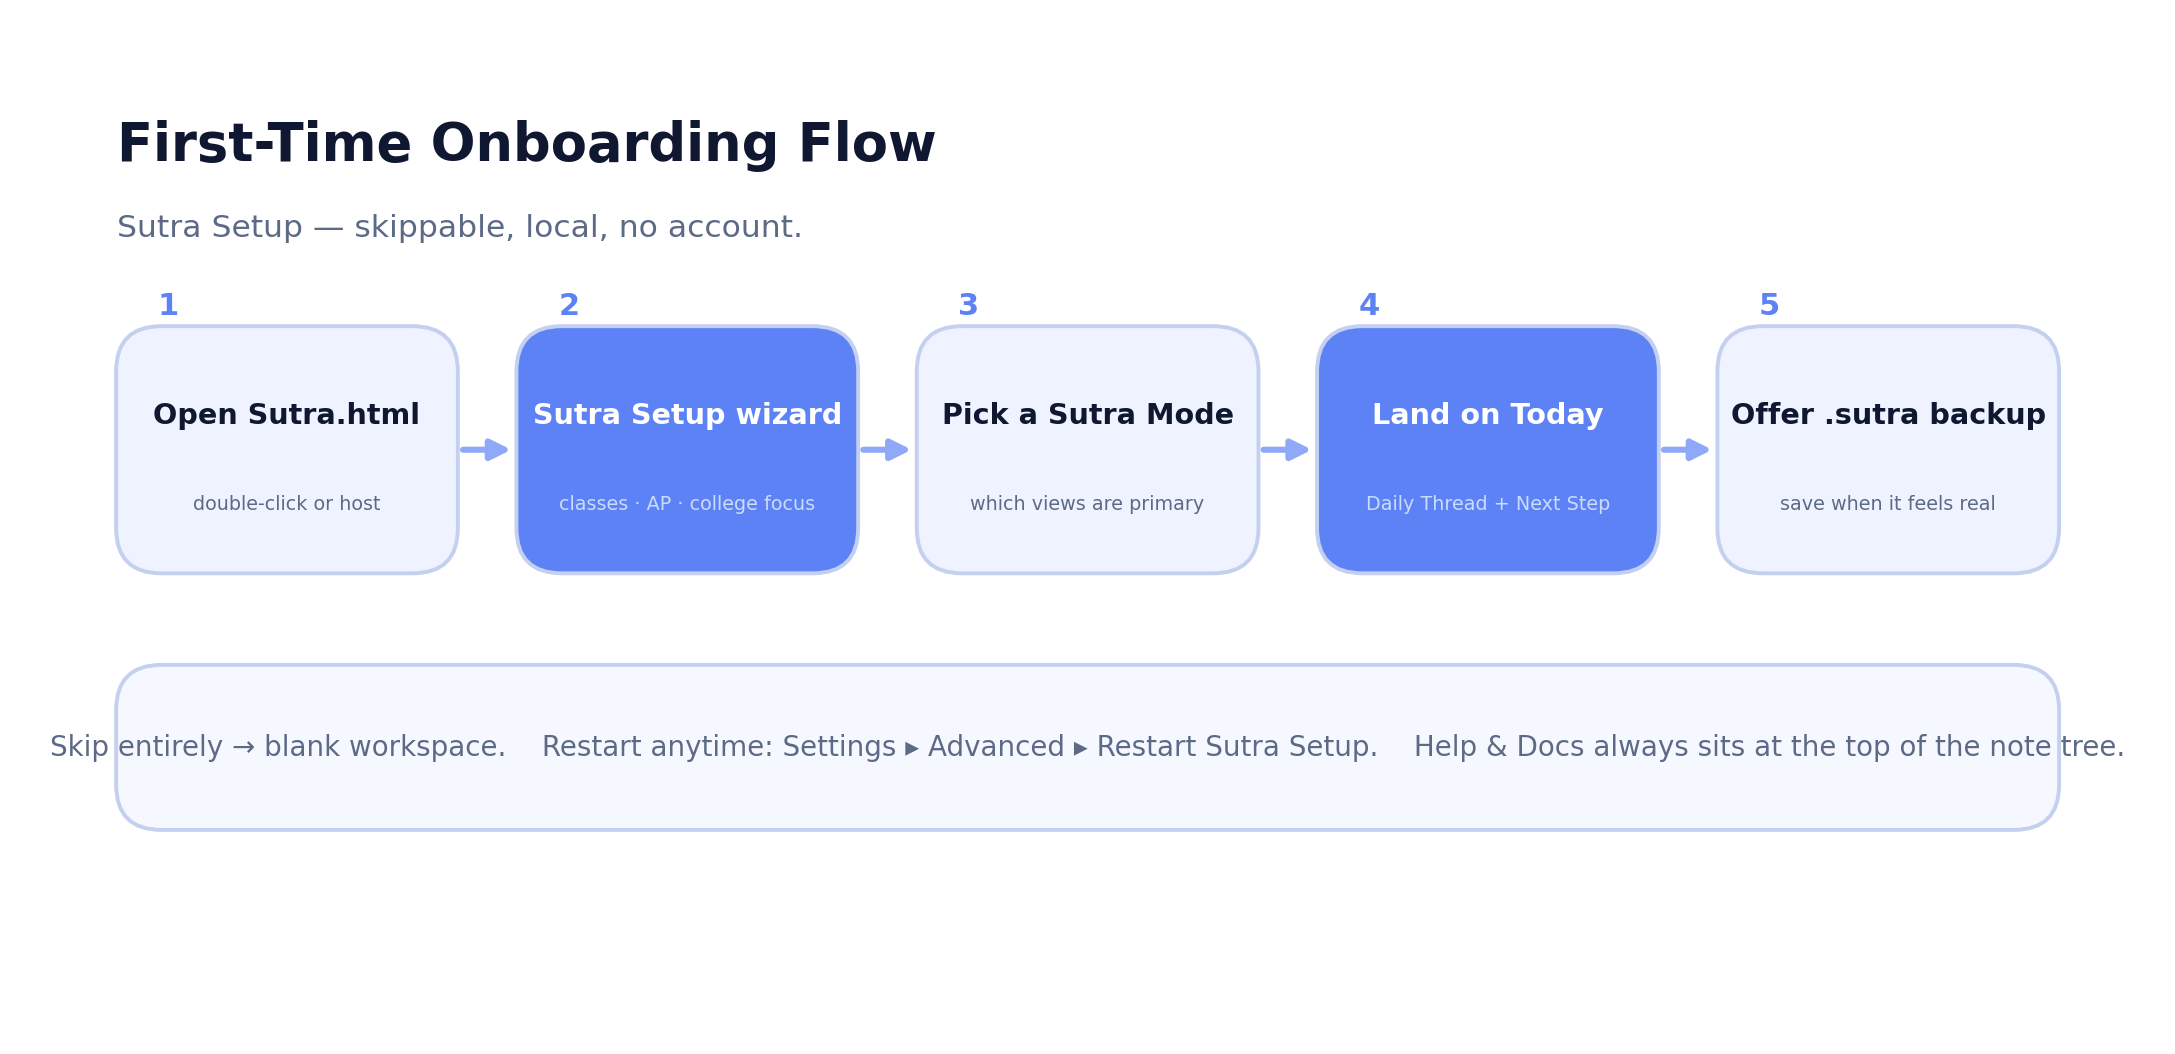 First-Time Onboarding Flow
Sutra Setup — skippable, local, no account.
1
Open Sutra.html
double-click or host
2
Sutra Setup wizard
classes · AP · college focus
3
Pick a Sutra Mode
which views are primary
4
Land on Today
Daily Thread + Next Step
5
Offer .sutra backup
save when it feels real
Skip entirely → blank workspace. Restart anytime: Settings ▸ Advanced ▸ Restart Sutra Setup. Help & Docs always sits at the top of the note tree.